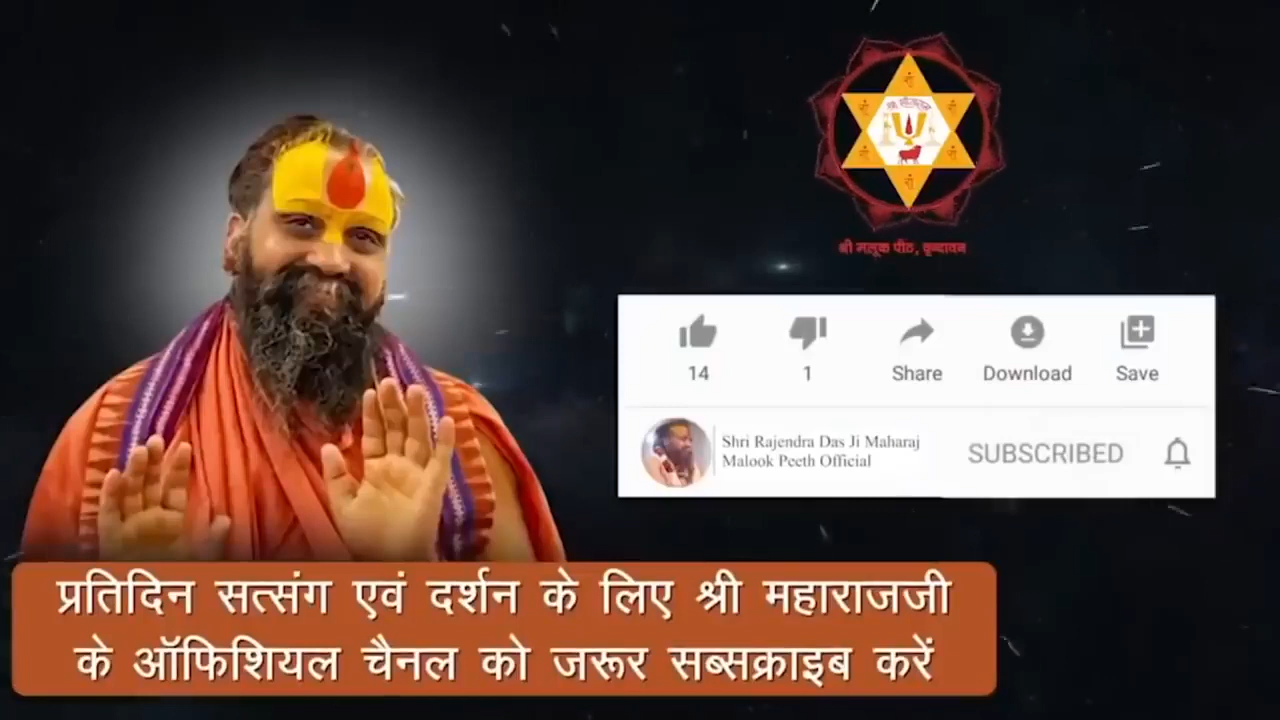 श्री मलूक पीठ, वृन्दावन
14
1
Share
Download
Save
Shri Rajendra Das Ji Maharaj
Malook Peeth Official
SUBSCRIBED
प्रतिदिन सत्संग एवं दर्शन के लिए श्री महाराजजी
के ऑफिशियल चैनल को जरूर सब्सक्राइब करें